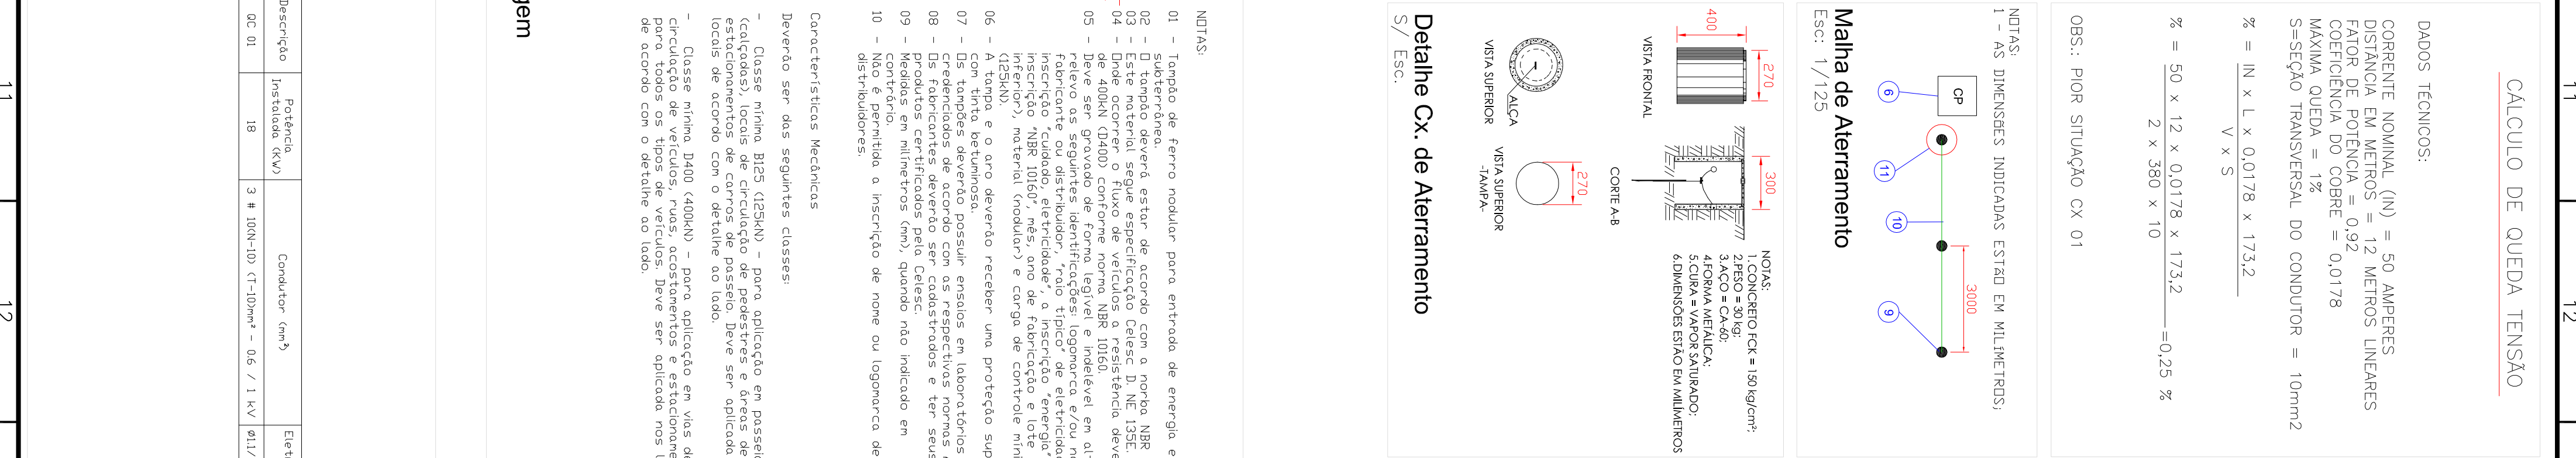 11
12
CÁLCULO DE QUEDA TENSÃO
DADOS TÉCNICOS:
CORRENTE NOMINAL (IN) = 50 AMPERES
DISTÂNCIA EM METROS = 12 METROS LINEARES
FATOR DE POTÊNCIA = 0,92
COEFICIÊNCIA DO COBRE = 0,0178
MÁXIMA QUEDA = 1%
S=SEÇÃO TRANSVERSAL DO CONDUTOR = 10mm2
% = IN x L x 0,0178 x 173,2
V x S
% = 50 x 12 x 0,0178 x 173,2 =0,25 %
2 x 380 x 10
OBS.: PIOR SITUAÇÃO CX 01
NOTAS:
1 - AS DIMENSÕES INDICADAS ESTÃO EM MILÍMETROS;
3000
CP
6
11
10
9
Malha de Aterramento
Esc: 1/125
NOTAS:
1.CONCRETO FCK = 150 kg/cm²;
2.PESO = 30 kg;
3.AÇO = CA-60;
4.FORMA METÁLICA;
5.CURA = VAPOR SATURADO;
6.DIMENSÕES ESTÃO EM MILÍMETROS
270
400
VISTA FRONTAL
300
CORTE A-B
ALÇA
VISTA SUPERIOR
270
VISTA SUPERIOR
-TAMPA-
Detalhe Cx. de Aterramento
S/ Esc.
NOTAS:
01 - Tampão de ferro nodular para entrada de energia e
subterrânea.
02 - O tampão deverá estar de acordo com a norba NBR
03 - Este material segue especificação Celesc D. NE 135E.
04 - Onde ocorrer o fluxo de veículos a resistência deve
de 400kN (D400) conforme norma NBR 10160.
05 - Deve ser gravado de forma legível e indelével em al
relevo as seguintes identificações: logomarca e/ou n
fabricante ou distribuidor, "raio típico" de eletricida
inscrição "cuidado, eletricidade", a inscrição "energia"
inscrição "NBR 10160", mês, ano de fabricação e lote
inferior), material (nodular) e carga de controle míni
(125kN).
06 - A tampa e o aro deverão receber uma proteção sup
com tinta betuminosa.
07 - Os tampões deverão possuir ensaios em laboratórios
credenciados de acordo com as respectivas normas
08 - Os fabricantes deverão ser cadastrados e ter seus
produtos certificados pela Celesc.
09 - Medidas em milímetros (mm), quando não indicado em
contrário.
10 - Não é permitida a inscrição de nome ou logomarca de
distribuidores.
Características Mecânicas
Deverão ser das seguintes classes:
- Classe mínima B125 (125kN) - para aplicação em passei
(calçadas), locais de circulação de pedestres e áreas de
estacionamentos de carros de passeio. Deve ser aplicada
locais de acordo com o detalhe ao lado.
- Classe mínima D400 (400kN) - para aplicação em vias de
circulação de veículos, ruas, acostamentos e estacioname
para todos os tipos de veículos. Deve ser aplicada nos l
de acordo com o detalhe ao lado.
gem
Descrição
Potência
Instalada (KW)
Condutor (mm²)
Elet
QC 01
18
3 # 10(N-10) (T-10)mm² - 0.6 / 1 kV
Ø1.1/
11
12